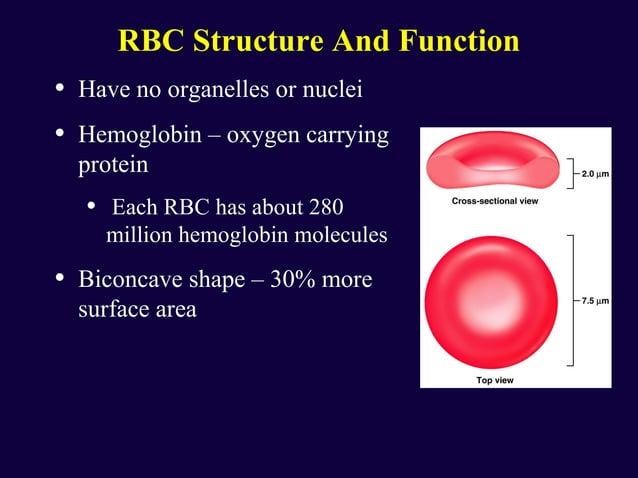 RBC Structure And Function
• Have no organelles or nuclei
• Hemoglobin – oxygen carrying
protein
• Each RBC has about 280
million hemoglobin molecules
• Biconcave shape – 30% more
surface area
2.0 μm
Cross-sectional view
7.5 μm
Top view